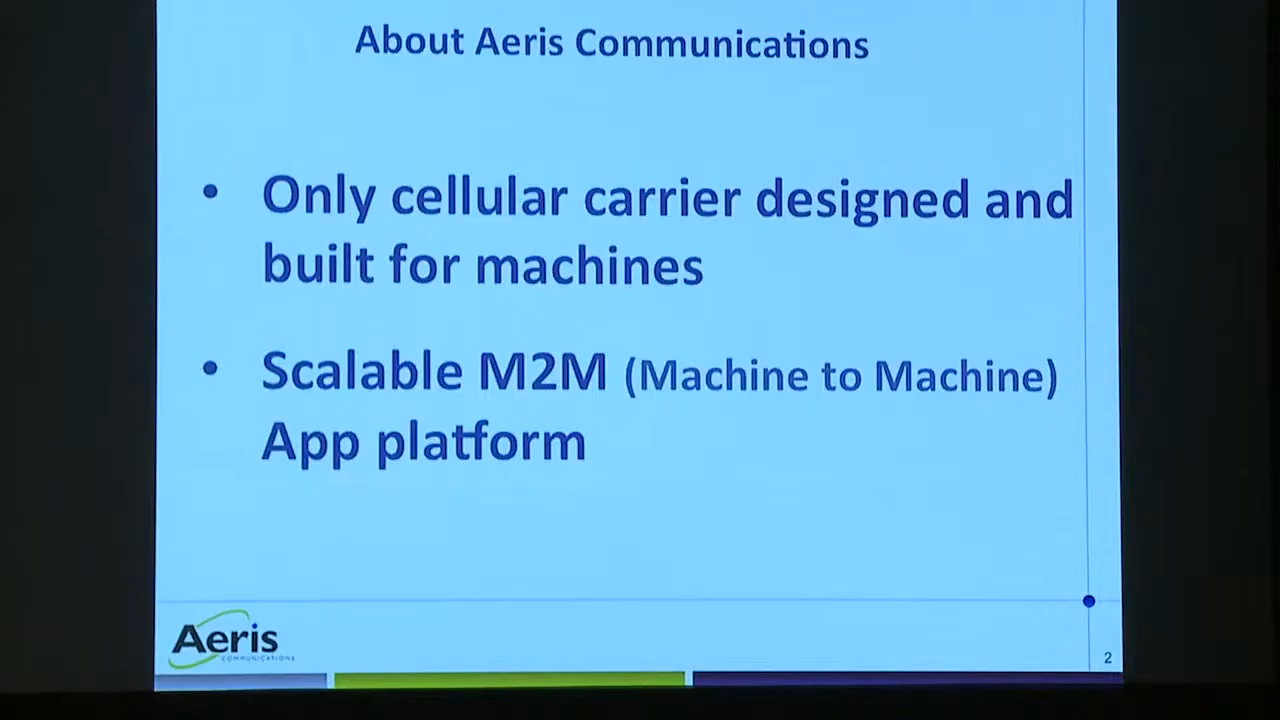 About Aeris Communications
• Only cellular carrier designed and
built for machines
• Scalable M2M (Machine to Machine)
App platform
Aeris
COMMUNICATIONS
2